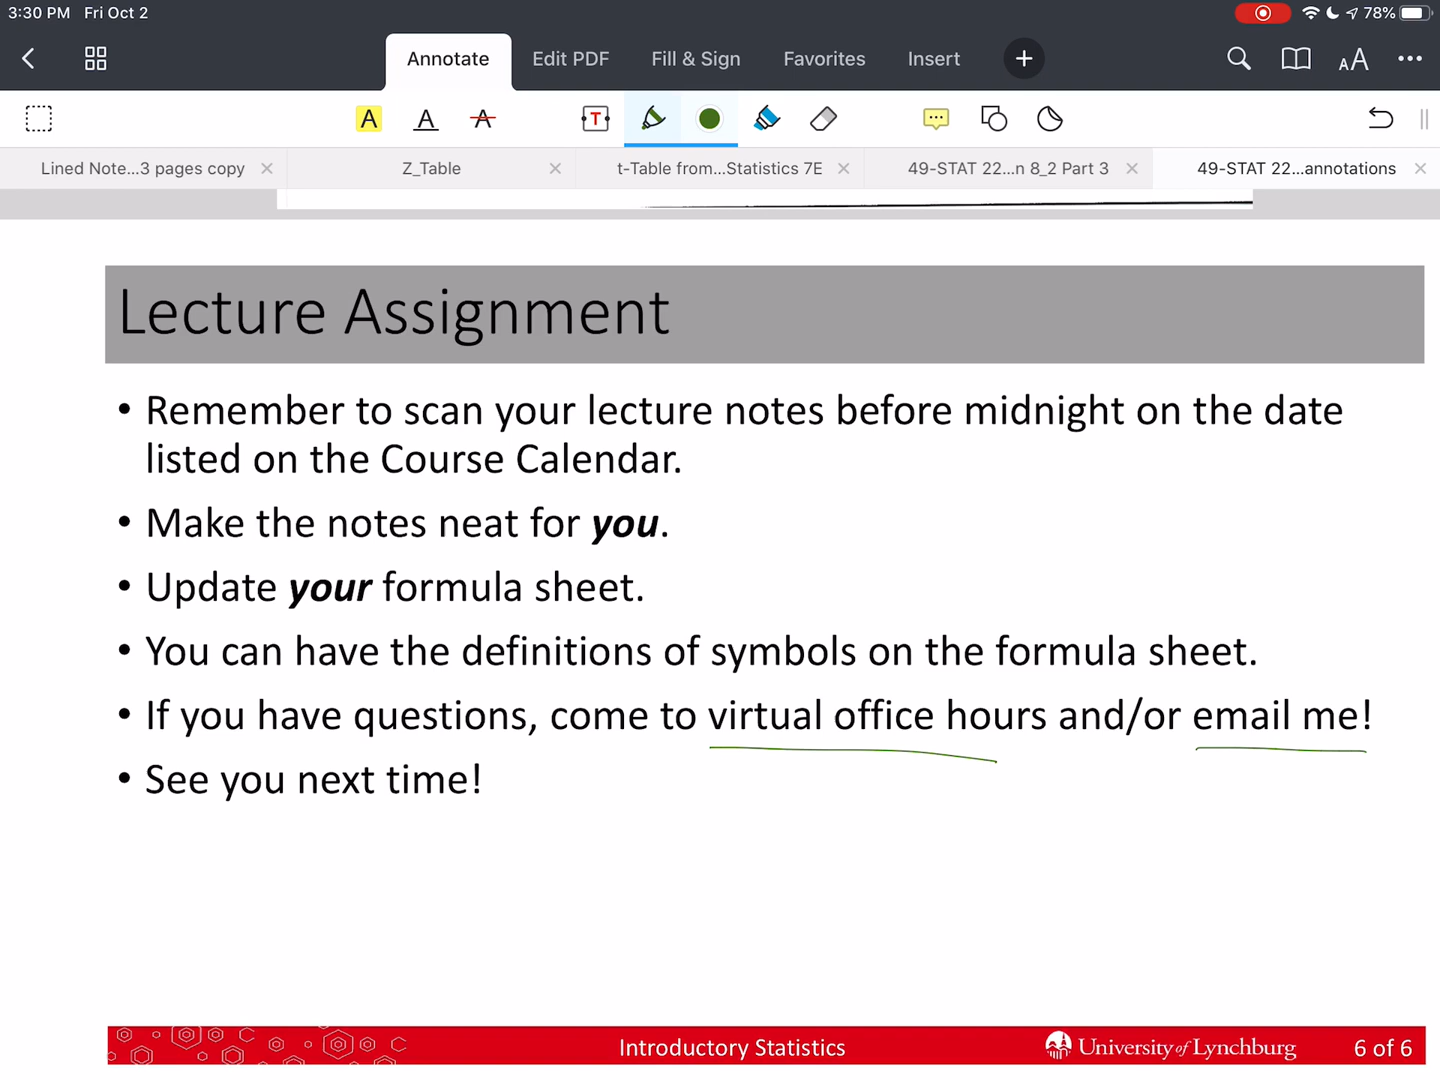 3:30 PM Fri Oct 2
78%
Annotate Edit PDF Fill & Sign Favorites Insert
A A A T AA
Lined Note...3 pages copy Z_Table t-Table from...Statistics 7E 49-STAT 22...n 8_2 Part 3 49-STAT 22...annotations
Lecture Assignment
• Remember to scan your lecture notes before midnight on the date
listed on the Course Calendar.
• Make the notes neat for you.
• Update your formula sheet.
• You can have the definitions of symbols on the formula sheet.
• If you have questions, come to virtual office hours and/or email me!
• See you next time!
Introductory Statistics University of Lynchburg 6 of 6